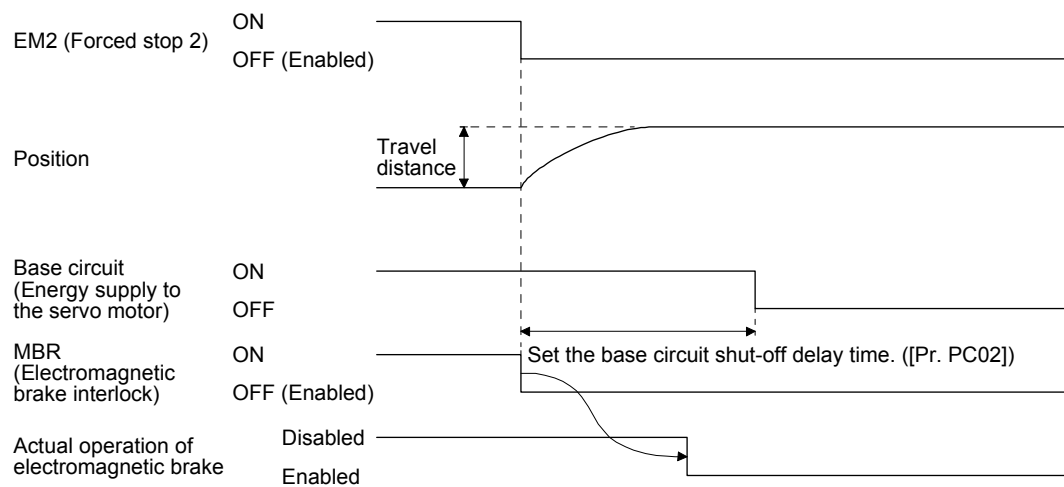 ON
EM2 (Forced stop 2)
OFF (Enabled)
Travel
distance
Position
Base circuit
(Energy supply to
the servo motor)
ON
OFF
MBR
(Electromagnetic
brake interlock)
ON
OFF (Enabled)
Set the base circuit shut-off delay time. ([Pr. PC02])
Actual operation of
electromagnetic brake
Disabled
Enabled